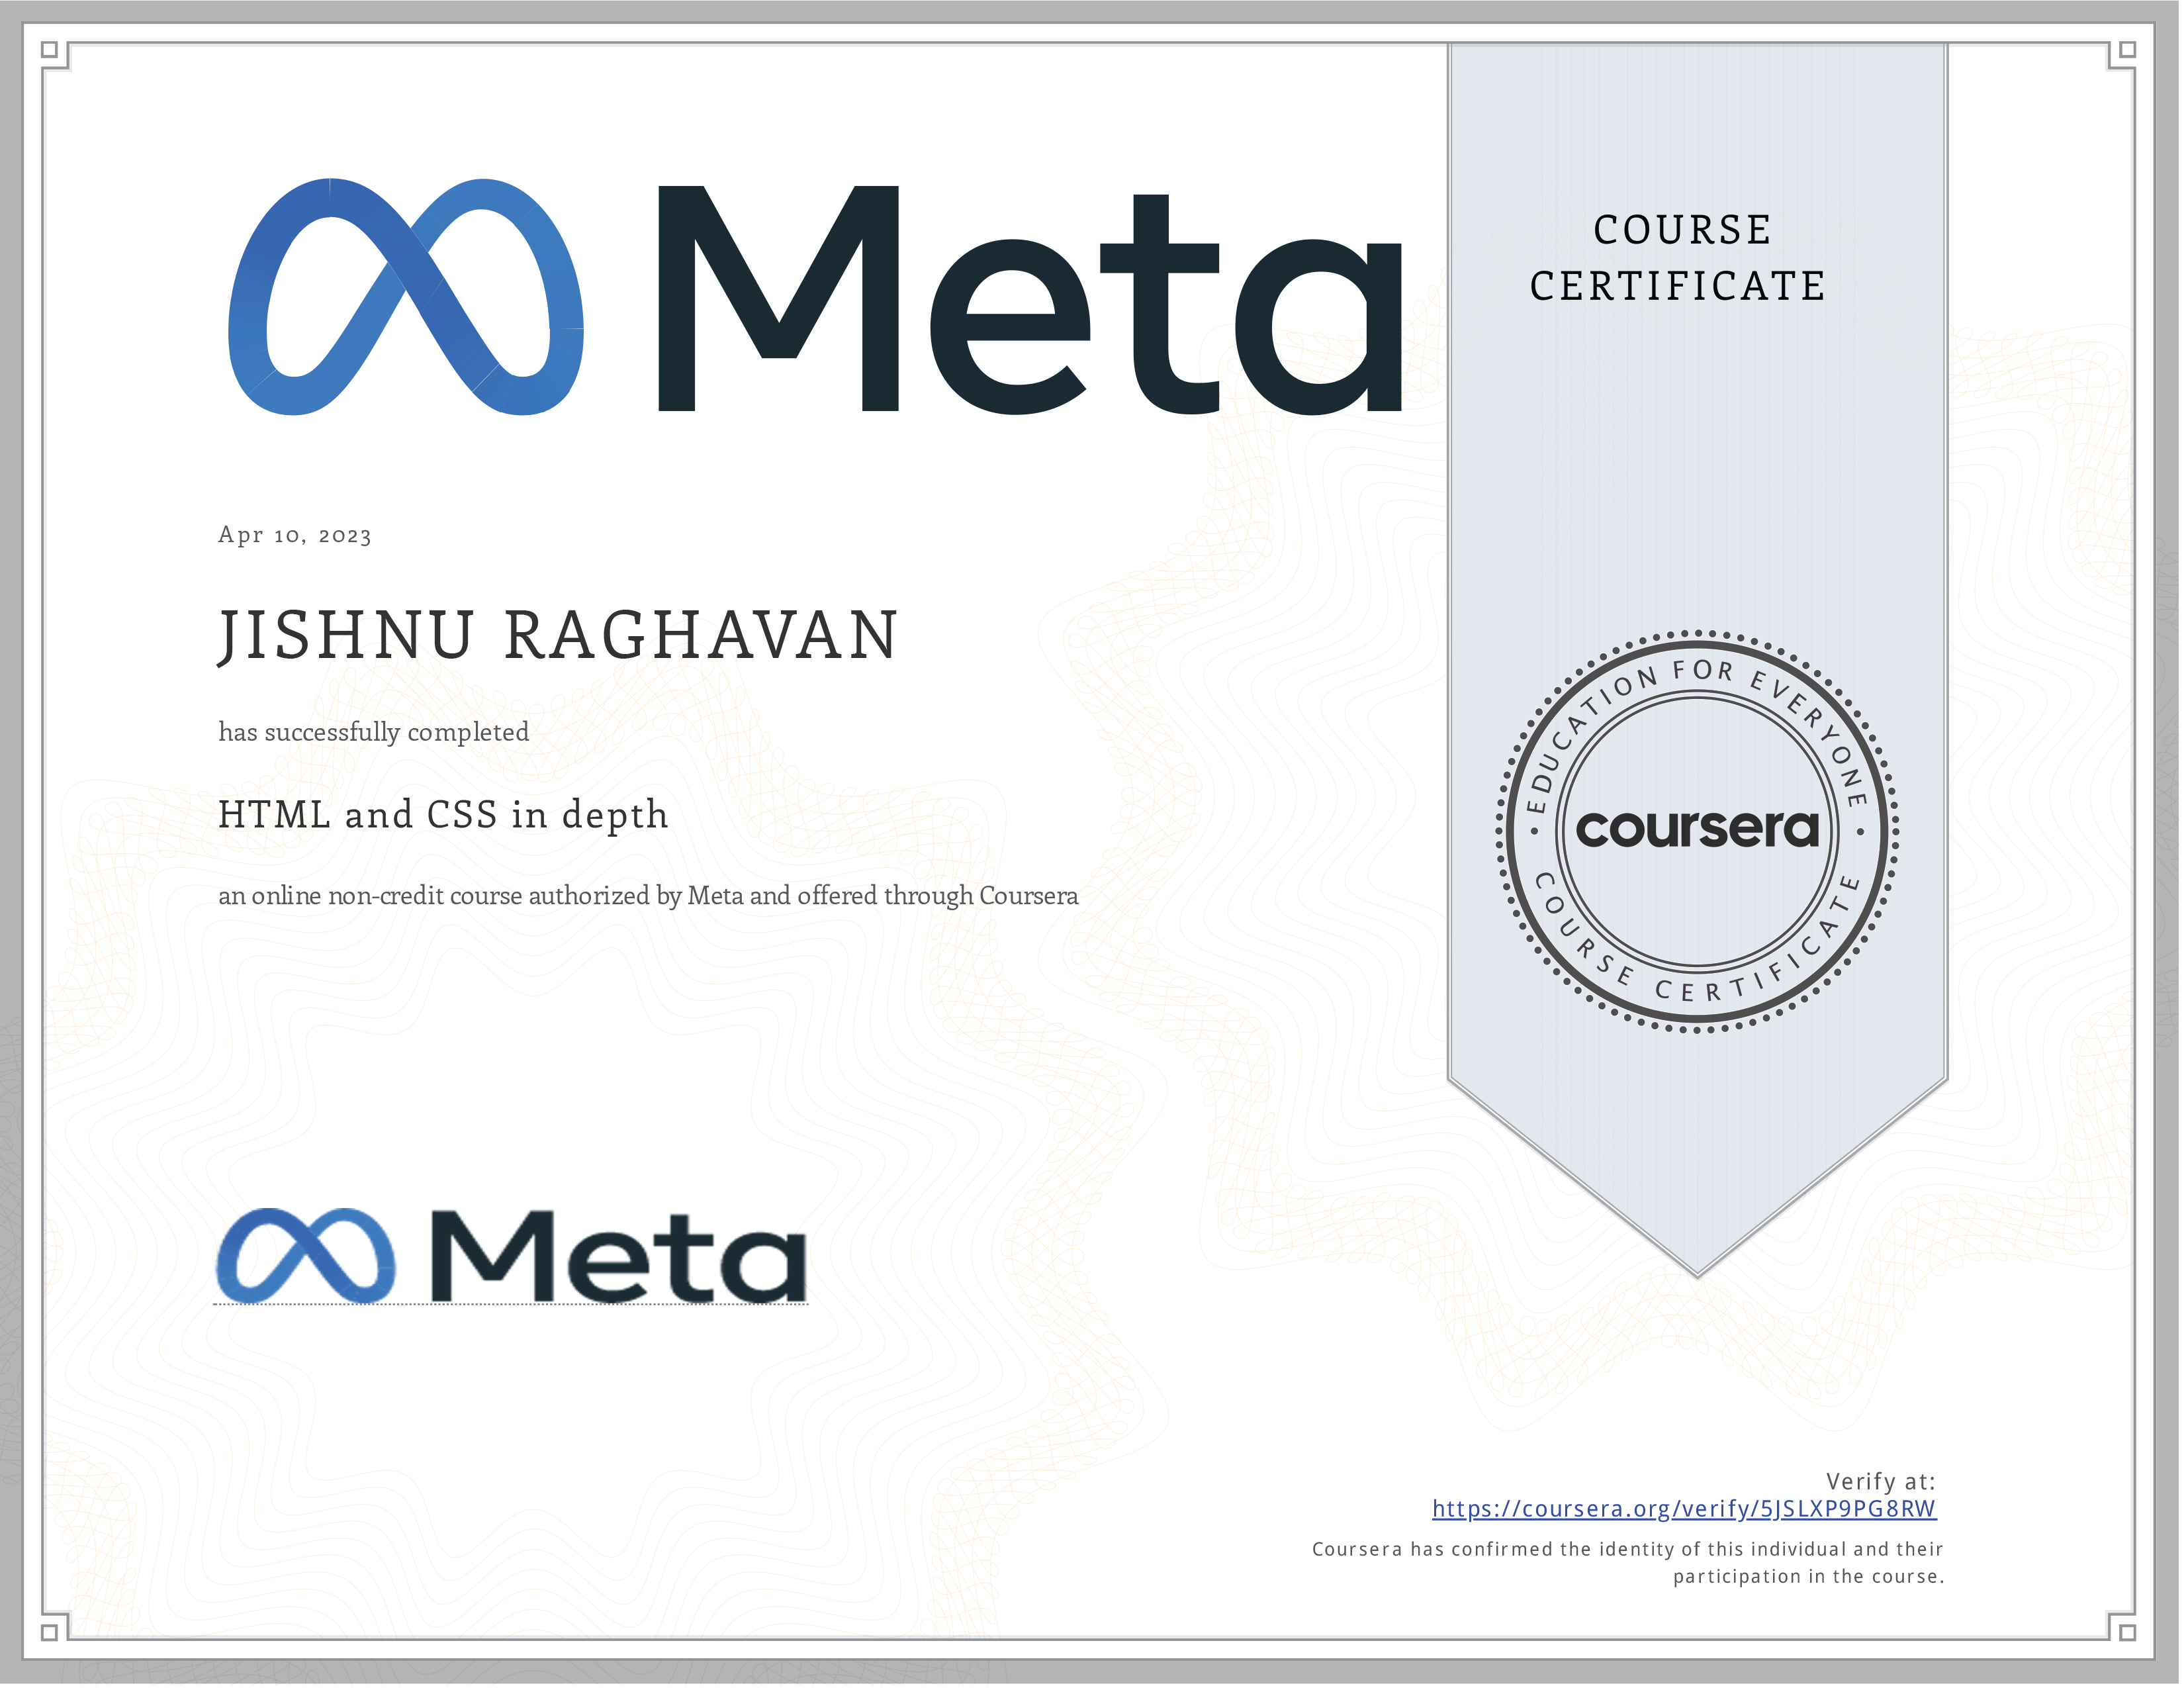 Meta
COURSE
CERTIFICATE
Apr 10, 2023
JISHNU RAGHAVAN
has successfully completed
HTML and CSS in depth
an online non-credit course authorized by Meta and offered through Coursera
EDUCATION FOR EVERYONE
coursera
COURSE CERTIFICATE
Meta
Verify at:
https://coursera.org/verify/5JSLXP9PG8RW
Coursera has confirmed the identity of this individual and their
participation in the course.